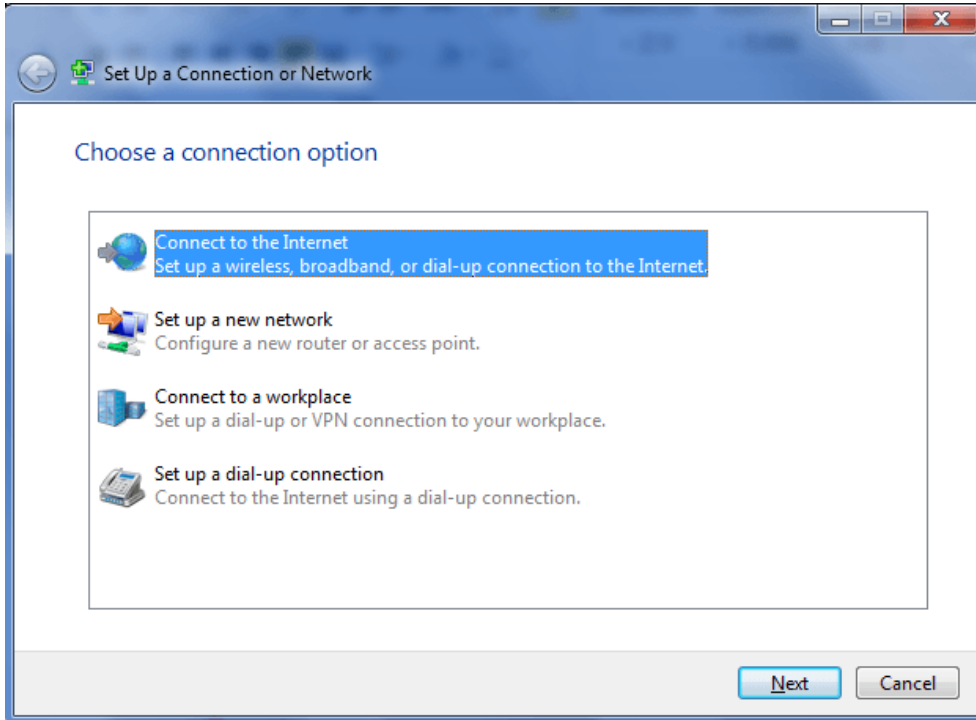 Set Up a Connection or Network
Choose a connection option
Connect to the Internet
Set up a wireless, broadband, or dial-up connection to the Internet.
Set up a new network
Configure a new router or access point.
Connect to a workplace
Set up a dial-up or VPN connection to your workplace.
Set up a dial-up connection
Connect to the Internet using a dial-up connection.
Next
Cancel